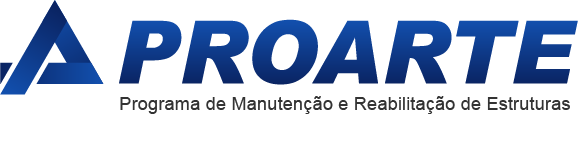 PROARTE
Programa de Manutenção e Reabilitação de Estruturas